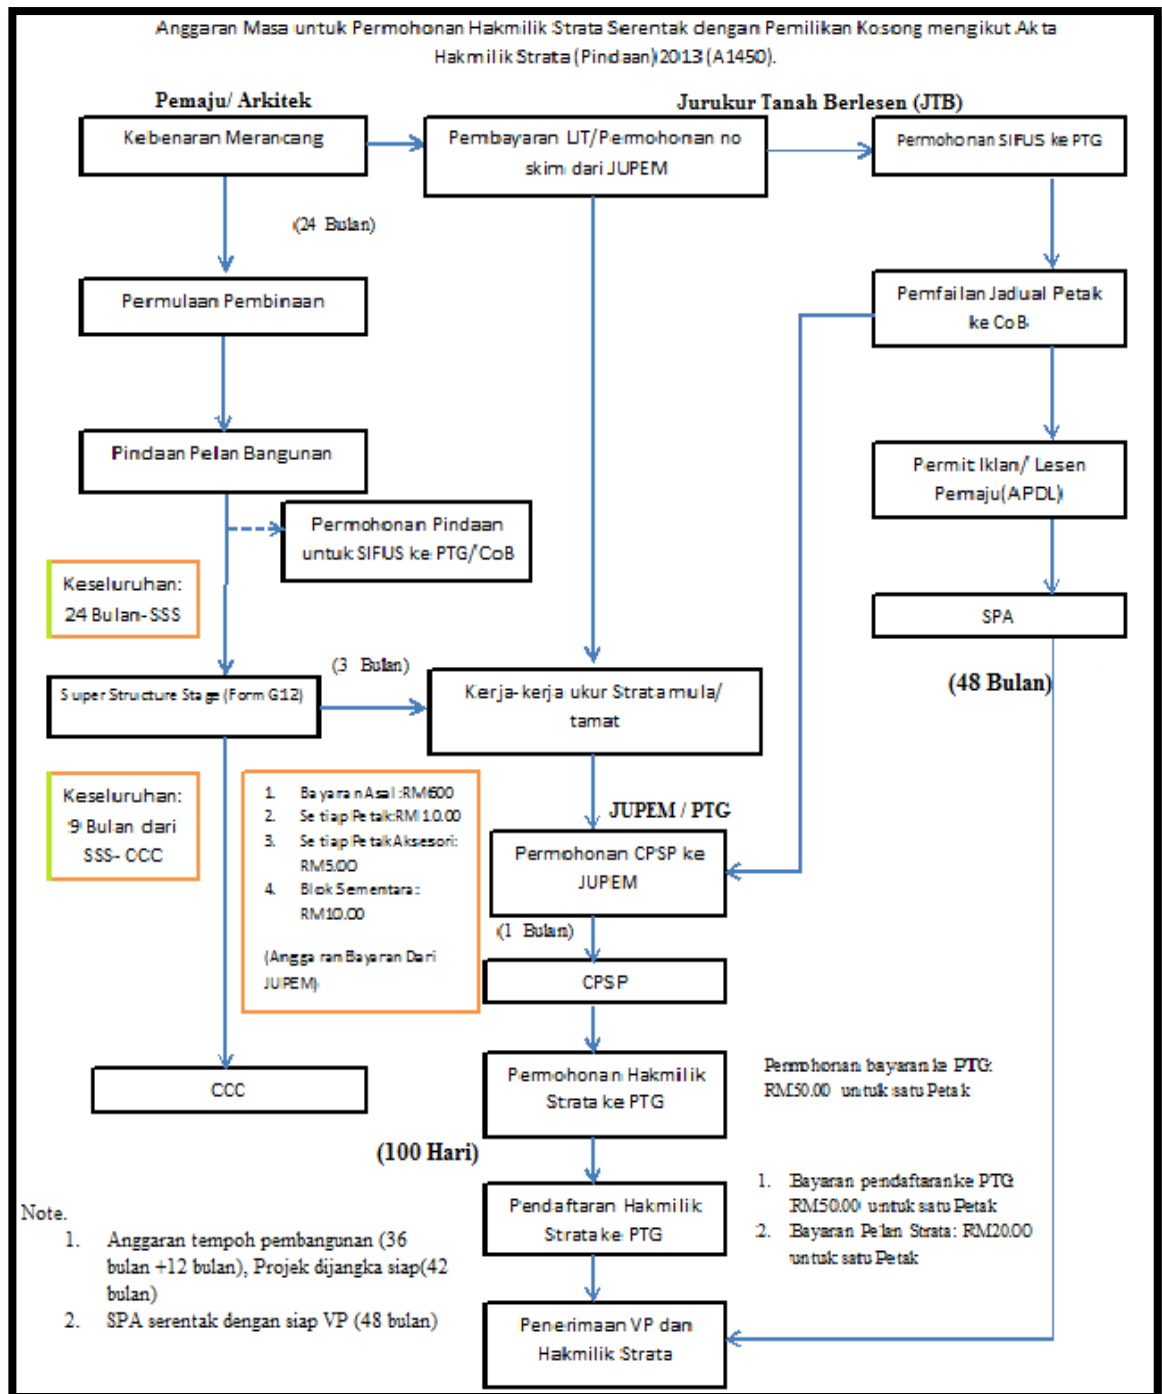 Anggaran Masa untuk Permohonan Hakmilik Strata Serentak dengan Pemilikan Kosong mengikut Akta
Hakmilik Strata (Pindaan) 2013 (A1450).
Pemaju/ Arkitek
Jurukur Tanah Berlesen (JTB)
Kebenaran Merancang
Pembayaran LJT/Permohonan no
skim dari JUPEM
Permohonan SIFUS ke PTG
(24 Bulan)
Permulaan Pembinaan
Pemfailan Jadual Petak
ke CoB
Pindaan Pelan Bangunan
Permit Iklan/ Lesen
Pemaju(APDL)
Permohonan Pindaan
untuk SIFUS ke PTG/CoB
Keseluruhan:
24 Bulan-SSS
SPA
(3 Bulan)
(48 Bulan)
Super Structure Stage (Form G12)
Kerja-kerja ukur Strata mula/
tamat
Keseluruhan:
9 Bulan dari
SSS- CCC
1. Bayaran Asal :RM600
2. Setiap Petak:RM10.00
3. Setiap Petak Aksesori:
RM5.00
4. Blok Sementara:
RM10.00
(Anggaran Bayaran Dari
JUPEM)
JUPEM / PTG
Permohonan CPSP ke
JUPEM
(1 Bulan)
CPSP
CCC
Permohonan Hakmilik
Strata ke PTG
Permohonan bayaran ke PTG:
RM50.00 untuk satu Petak
(100 Hari)
Pendaftaran Hakmilik
Strata ke PTG
1. Bayaran pendaftaran ke PTG:
RM50.00 untuk satu Petak
2. Bayaran Pelan Strata: RM20.00
untuk satu Petak
Note.
1. Anggaran tempoh pembangunan (36
bulan +12 bulan), Projek dijangka siap(42
bulan)
2. SPA serentak dengan siap VP (48 bulan)
Penerimaan VP dan
Hakmilik Strata